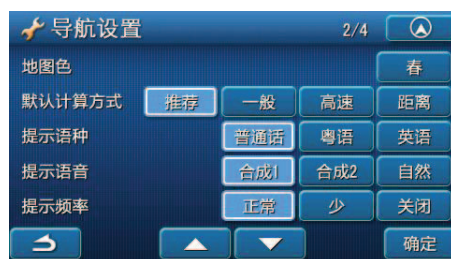 导航设置 2/4
地图色 春
默认计算方式 推荐 一般 高速 距离
提示语种 普通话 粤语 英语
提示语音 合成1 合成2 自然
提示频率 正常 少 关闭
确定